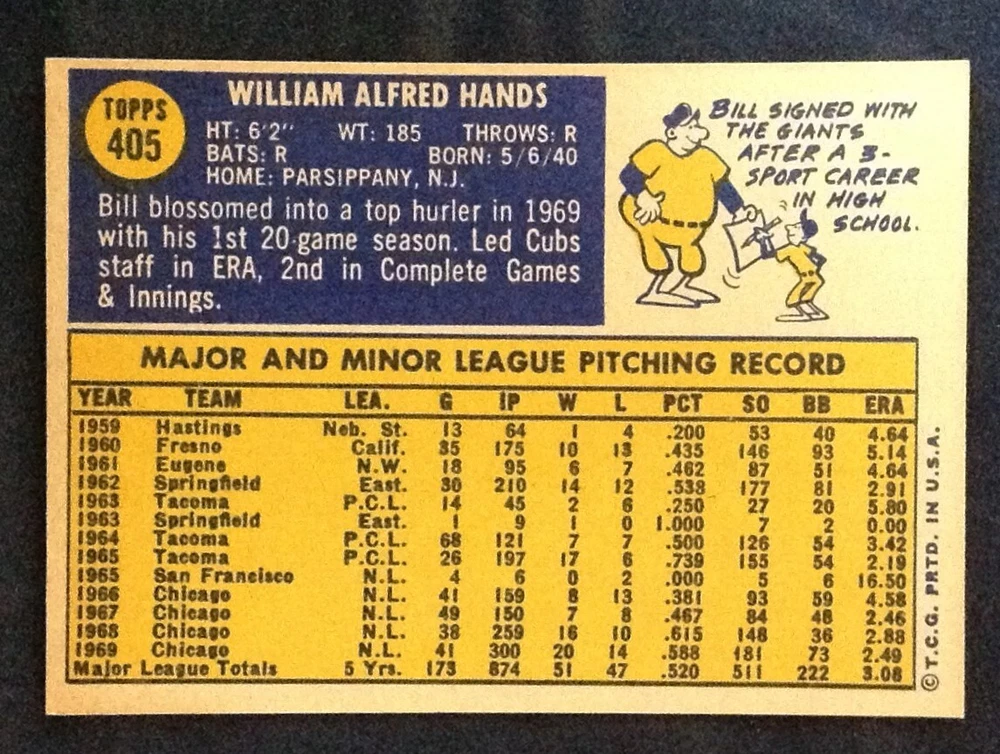 TOPPS
405
WILLIAM ALFRED HANDS
HT: 6'2" WT: 185 THROWS: R
BATS: R BORN: 5/6/40
HOME: PARSIPPANY, N.J.
Bill blossomed into a top hurler in 1969
with his 1st 20-game season. Led Cubs
staff in ERA, 2nd in Complete Games
& Innings.
BILL SIGNED WITH
THE GIANTS
AFTER A 3-
SPORT CAREER
IN HIGH
SCHOOL.
MAJOR AND MINOR LEAGUE PITCHING RECORD
YEAR TEAM LEA. G IP W L PCT SO BB ERA
1959 Hastings Neb. St. 13 64 1 4 .200 53 40 4.64
1960 Fresno Calif. 35 175 10 13 .435 146 93 5.14
1961 Eugene N.W. 18 95 6 7 .462 87 51 4.64
1962 Springfield East. 30 210 14 12 .538 177 81 2.91
1963 Tacoma P.C.L. 14 45 2 6 .250 27 20 5.80
1963 Springfield East. 1 9 1 0 1.000 7 2 0.00
1964 Tacoma P.C.L. 68 121 7 7 .500 126 54 3.42
1965 Tacoma P.C.L. 26 197 17 6 .739 155 54 2.19
1965 San Francisco N.L. 4 6 0 2 .000 5 6 16.50
1966 Chicago N.L. 41 159 8 13 .381 93 59 4.58
1967 Chicago N.L. 49 150 7 8 .467 84 48 2.46
1968 Chicago N.L. 38 259 16 10 .615 148 36 2.88
1969 Chicago N.L. 41 300 20 14 .588 181 73 2.49
Major League Totals 5 Yrs. 173 874 51 47 .520 511 222 3.08
© T.C.G. PRTD. IN U.S.A.